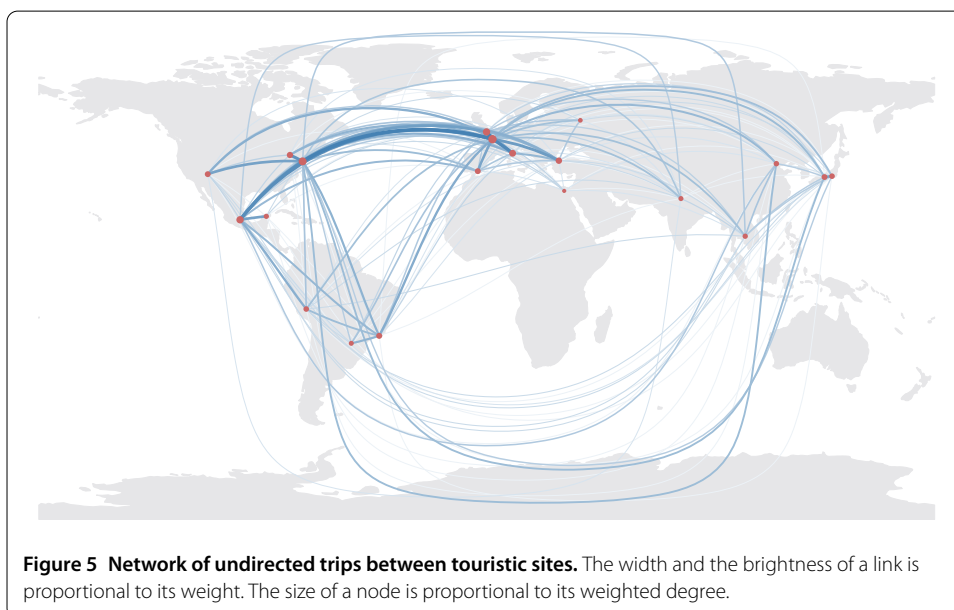 Figure 5 Network of undirected trips between touristic sites. The width and the brightness of a link is
proportional to its weight. The size of a node is proportional to its weighted degree.